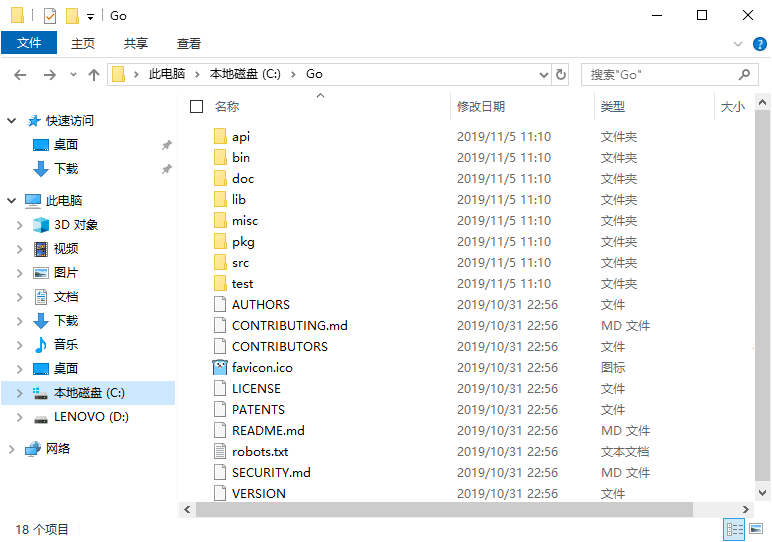 Go
文件 主页 共享 查看
此电脑 本地磁盘 (C:) Go 搜索"Go"
名称 修改日期 类型 大小
快速访问
桌面
下载
此电脑
3D 对象
视频
图片
文档
下载
音乐
桌面
本地磁盘 (C:)
LENOVO (D:)
网络
api 2019/11/5 11:10 文件夹
bin 2019/11/5 11:10 文件夹
doc 2019/11/5 11:10 文件夹
lib 2019/11/5 11:10 文件夹
misc 2019/11/5 11:10 文件夹
pkg 2019/11/5 11:10 文件夹
src 2019/11/5 11:10 文件夹
test 2019/11/5 11:10 文件夹
AUTHORS 2019/10/31 22:56 文件
CONTRIBUTING.md 2019/10/31 22:56 MD 文件
CONTRIBUTORS 2019/10/31 22:56 文件
favicon.ico 2019/10/31 22:56 图标
LICENSE 2019/10/31 22:56 文件
PATENTS 2019/10/31 22:56 文件
README.md 2019/10/31 22:56 MD 文件
robots.txt 2019/10/31 22:56 文本文档
SECURITY.md 2019/10/31 22:56 MD 文件
VERSION 2019/10/31 22:56 文件
18 个项目